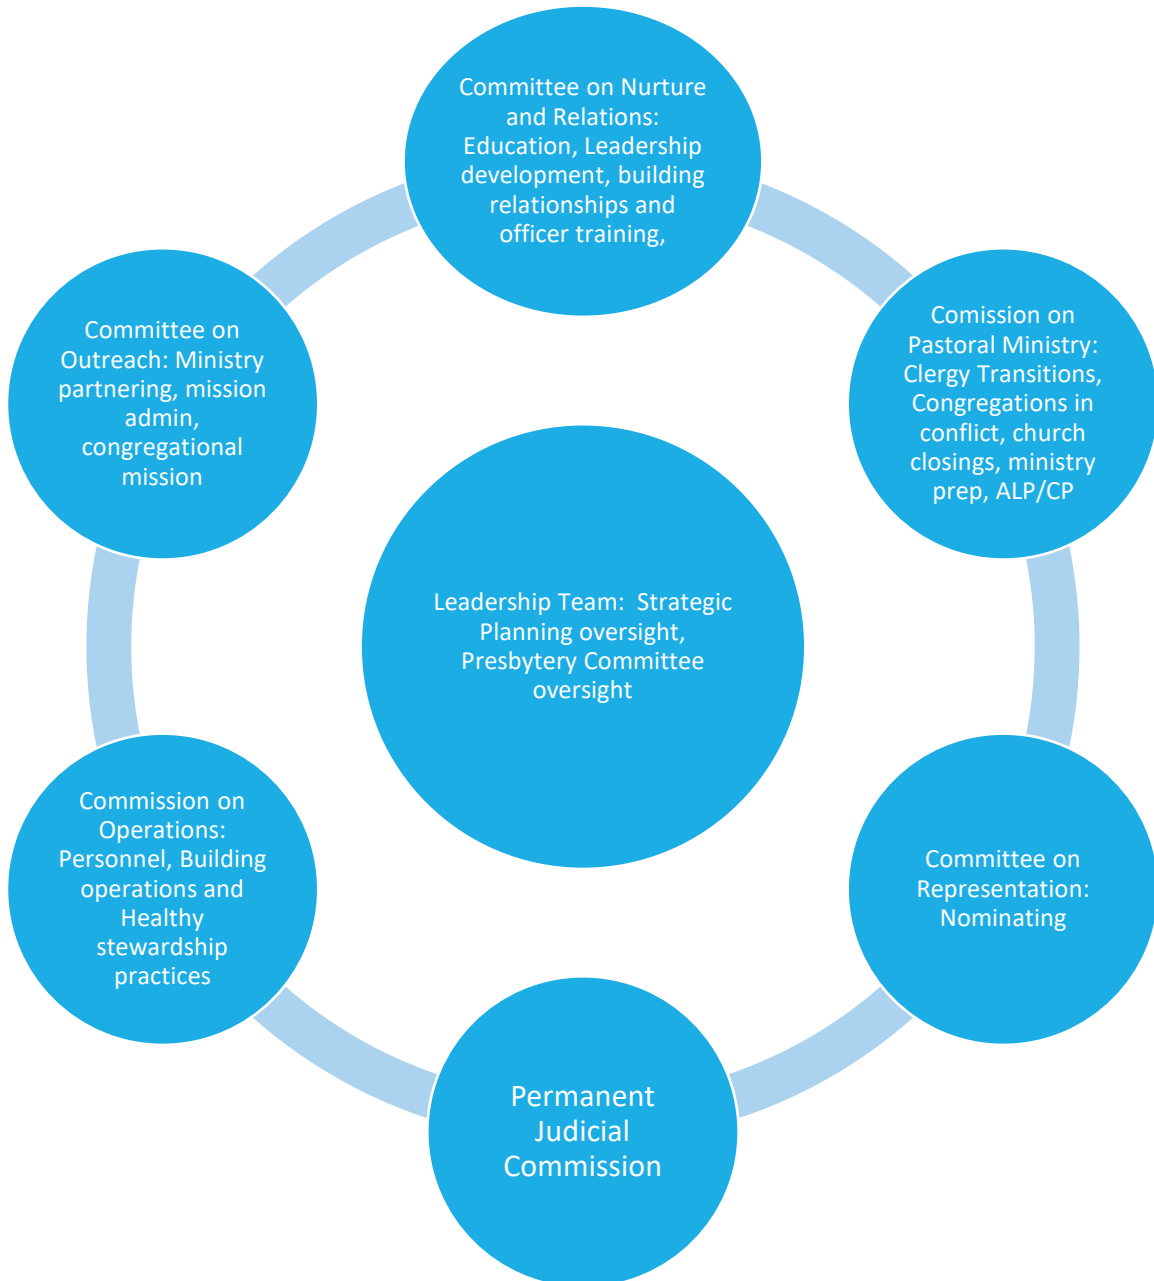 Committee on Nurture
and Relations:
Education, Leadership
development, building
relationships and
officer training,
Comission on
Pastoral Ministry:
Clergy Transitions,
Congregations in
conflict, church
closings, ministry
prep, ALP/CP
Committee on
Representation:
Nominating
Permanent
Judicial
Commission
Commission on
Operations:
Personnel, Building
operations and
Healthy
stewardship
practices
Committee on
Outreach: Ministry
partnering, mission
admin,
congregational
mission
Leadership Team:  Strategic
Planning oversight,
Presbytery Committee
oversight